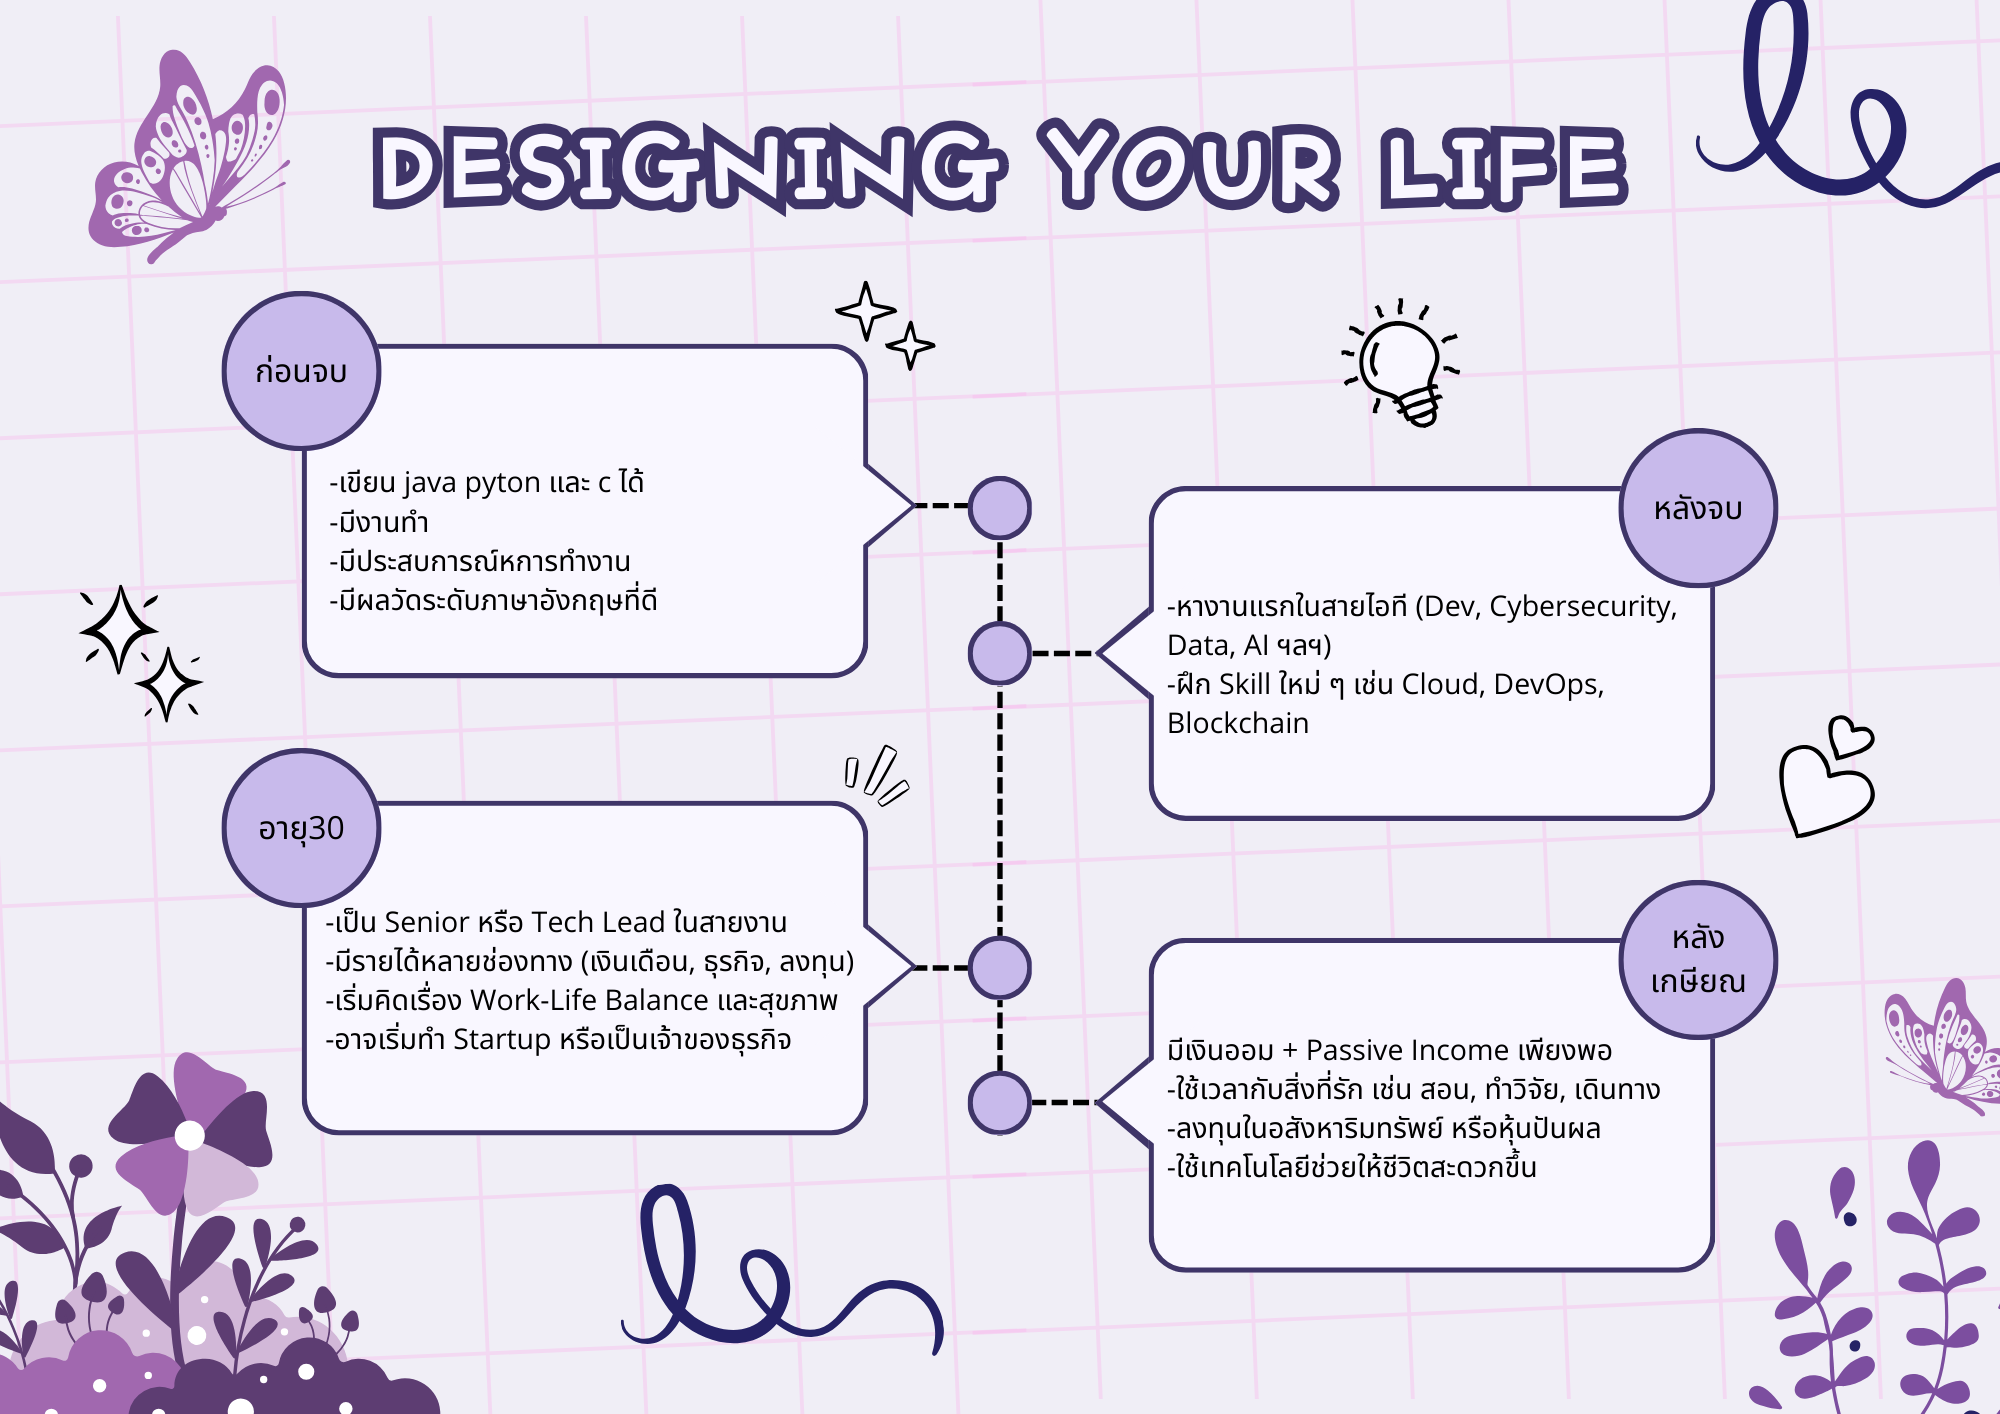 DESIGNING YOUR LIFE
ก่อนจบ
-เขียน java pyton และ c ได้
-มีงานทำ
-มีประสบการณ์หการทำงาน
-มีผลวัดระดับภาษาอังกฤษที่ดี
หลังจบ
-หางานแรกในสายไอที (Dev, Cybersecurity,
Data, AI ฯลฯ)
-ฝึก Skill ใหม่ ๆ เช่น Cloud, DevOps,
Blockchain
อายุ30
-เป็น Senior หรือ Tech Lead ในสายงาน
-มีรายได้หลายช่องทาง (เงินเดือน, ธุรกิจ, ลงทุน)
-เริ่มคิดเรื่อง Work-Life Balance และสุขภาพ
-อาจเริ่มทำ Startup หรือเป็นเจ้าของธุรกิจ
หลัง
เกษียณ
มีเงินออม + Passive Income เพียงพอ
-ใช้เวลากับสิ่งที่รัก เช่น สอน, ทำวิจัย, เดินทาง
-ลงทุนในอสังหาริมทรัพย์ หรือหุ้นปันผล
-ใช้เทคโนโลยีช่วยให้ชีวิตสะดวกขึ้น